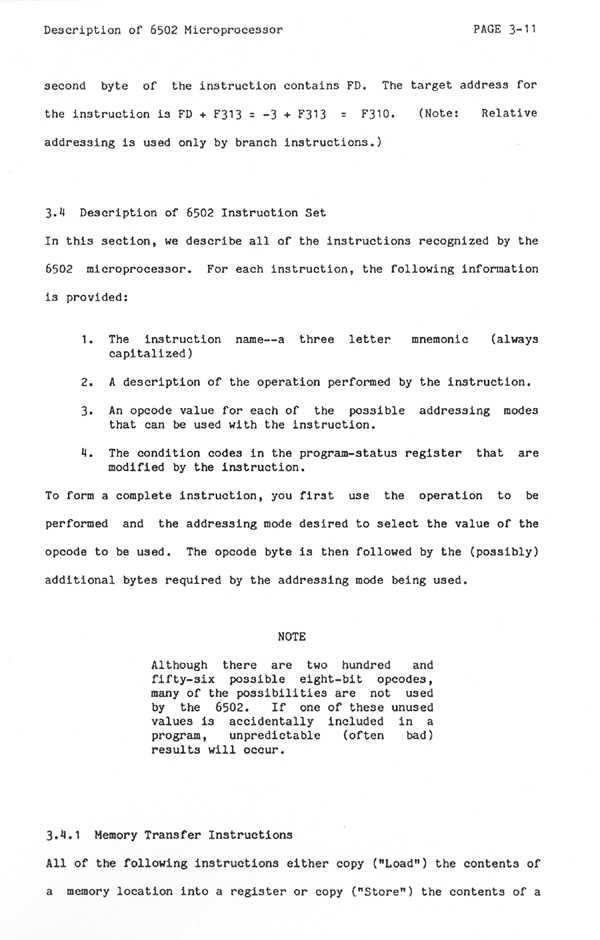 Description of 6502 Microprocessor PAGE 3-11
second byte of the instruction contains FD. The target address for
the instruction is FD + F313 = -3 + F313 = F310. (Note: Relative
addressing is used only by branch instructions.)
3.4 Description of 6502 Instruction Set
In this section, we describe all of the instructions recognized by the
6502 microprocessor. For each instruction, the following information
is provided:
1. The instruction name--a three letter mnemonic (always
capitalized)
2. A description of the operation performed by the instruction.
3. An opcode value for each of the possible addressing modes
that can be used with the instruction.
4. The condition codes in the program-status register that are
modified by the instruction.
To form a complete instruction, you first use the operation to be
performed and the addressing mode desired to select the value of the
opcode to be used. The opcode byte is then followed by the (possibly)
additional bytes required by the addressing mode being used.
NOTE
Although there are two hundred and
fifty-six possible eight-bit opcodes,
many of the possibilities are not used
by the 6502. If one of these unused
values is accidentally included in a
program, unpredictable (often bad)
results will occur.
3.4.1 Memory Transfer Instructions
All of the following instructions either copy ("Load") the contents of
a memory location into a register or copy ("Store") the contents of a